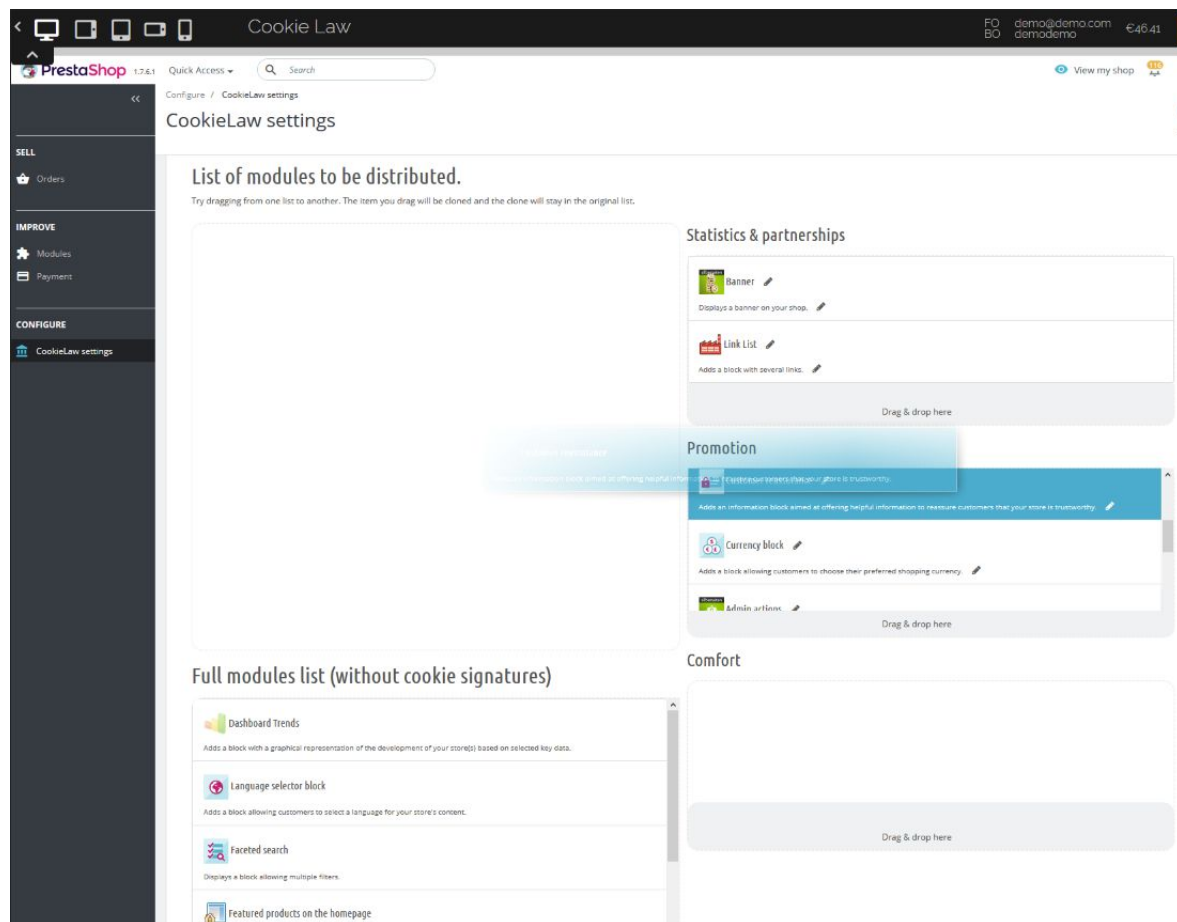 Cookie Law
FO demo@demo.com
BO demodemo
€46.41
PrestaShop 1.7.6.1
Quick Access
Search
View my shop
Configure / CookieLaw settings
CookieLaw settings
SELL
Orders
IMPROVE
Modules
Payment
CONFIGURE
CookieLaw settings
List of modules to be distributed.
Try dragging from one list to another. The item you drag will be cloned and the clone will stay in the original list.
Statistics & partnerships
Banner
Displays a banner on your shop.
Link List
Adds a block with several links.
Drag & drop here
Promotion
Adds an information block aimed at offering helpful information to reassure customers that your store is trustworthy.
Currency block
Adds a block allowing customers to choose their preferred shopping currency.
Admin actions
Drag & drop here
Comfort
Drag & drop here
Full modules list (without cookie signatures)
Dashboard Trends
Adds a block with a graphical representation of the development of your store(s) based on selected key data.
Language selector block
Adds a block allowing customers to select a language for your store's content.
Faceted search
Displays a block allowing multiple filters.
Featured products on the homepage